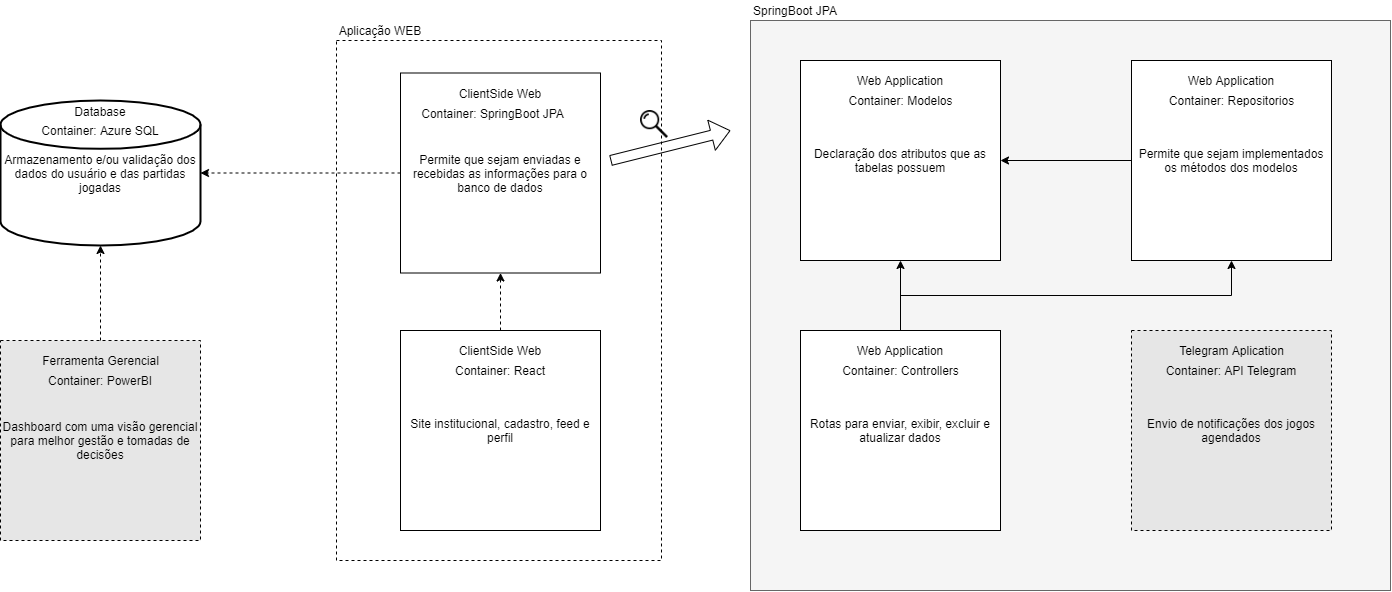 SpringBoot JPA
Aplicação WEB
Database
Container: Azure SQL
Armazenamento e/ou validação dos
dados do usuário e das partidas
jogadas
ClientSide Web
Container: SpringBoot JPA
Permite que sejam enviadas e
recebidas as informações para o
banco de dados
Web Application
Container: Modelos
Declaração dos atributos que as
tabelas possuem
Web Application
Container: Repositorios
Permite que sejam implementados
os métodos dos modelos
Ferramenta Gerencial
Container: PowerBI
Dashboard com uma visão gerencial
para melhor gestão e tomadas de
decisões
ClientSide Web
Container: React
Site institucional, cadastro, feed e
perfil
Web Application
Container: Controllers
Rotas para enviar, exibir, excluir e
atualizar dados
Telegram Aplication
Container: API Telegram
Envio de notificações dos jogos
agendados